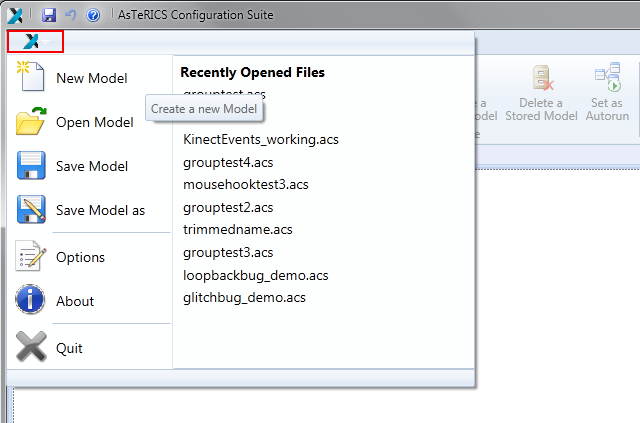 AsTeRICS Configuration Suite
New Model
Open Model
Save Model
Save Model as
Options
About
Quit
Recently Opened Files
grouptest.acs
Create a new Model
KinectEvents_working.acs
grouptest4.acs
mousehooktest3.acs
grouptest2.acs
trimmedname.acs
grouptest3.acs
loopbackbug_demo.acs
glitchbug_demo.acs
Delete a
Stored Model
Set as
Autorun